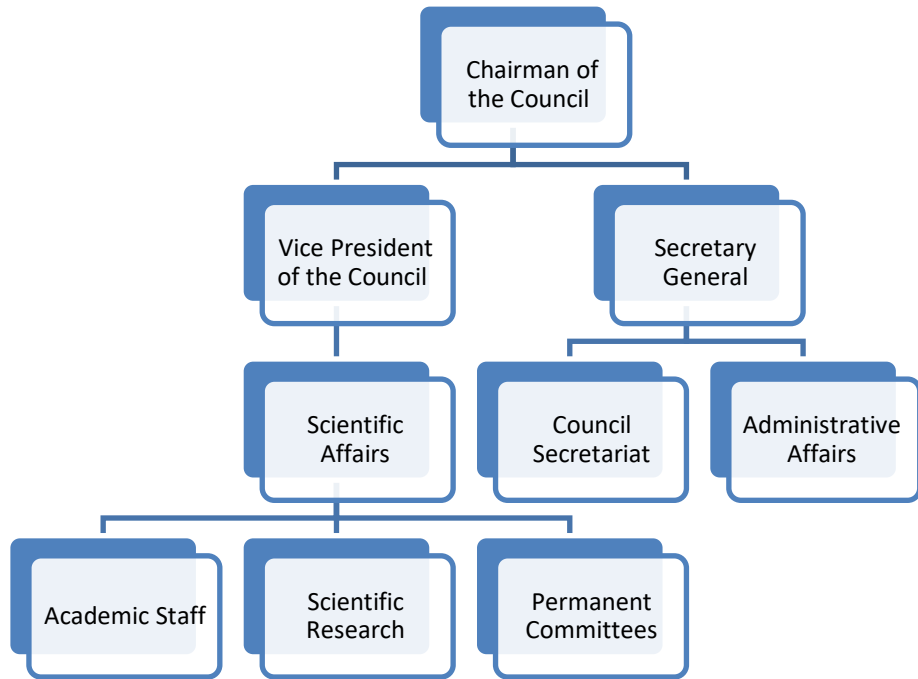 Chairman of
the Council
Vice President
of the Council
Secretary
General
Scientific
Affairs
Council
Secretariat
Administrative
Affairs
Academic Staff
Scientific
Research
Permanent
Committees